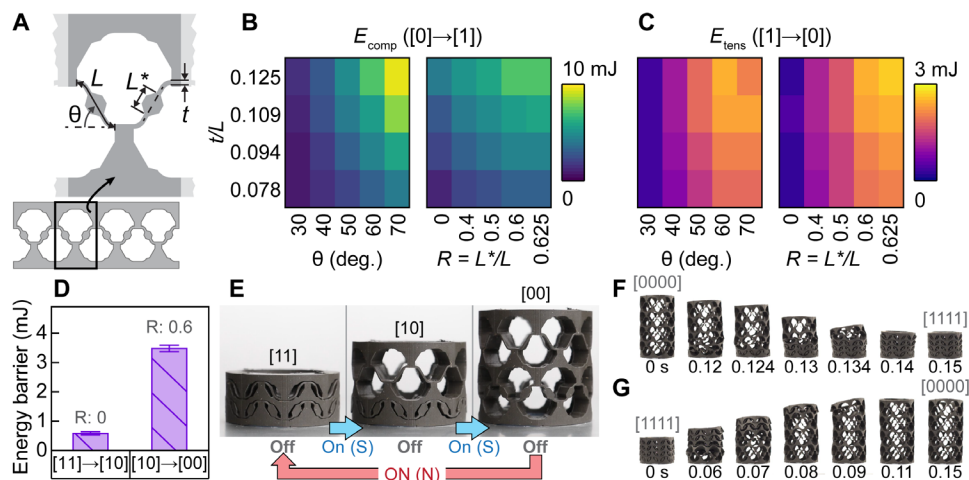 A
L
L*
θ
t
B
E comp ([0]→[1])
t/L
0.125
0.109
0.094
0.078
10 mJ
0
30
40
50
60
70
0
0.4
0.5
0.6
0.625
θ (deg.)
R = L*/L
C
E tens ([1]→[0])
3 mJ
0
30
40
50
60
70
0
0.4
0.5
0.6
0.625
θ (deg.)
R = L*/L
D
Energy barrier (mJ)
5
4
3
2
1
0
R: 0
R: 0.6
[11]→[10]
[10]→[00]
E
[11]
[10]
[00]
Off
On (S)
Off
On (S)
Off
ON (N)
F
[0000]
[1111]
0 s
0.12
0.124
0.13
0.134
0.14
0.15
G
[1111]
[0000]
0 s
0.06
0.07
0.08
0.09
0.11
0.15